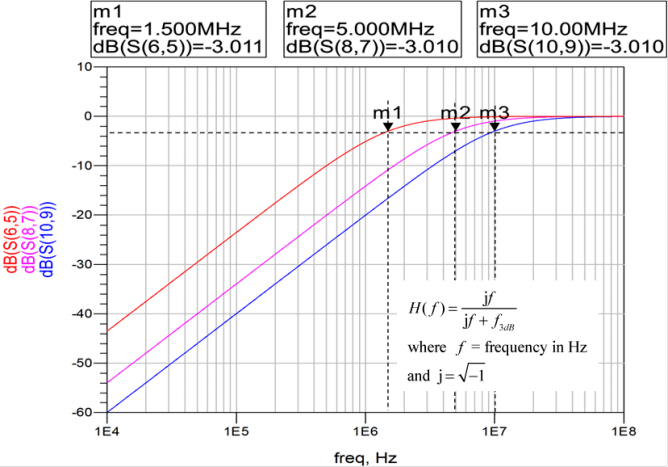 m1
freq=1.500MHz
dB(S(6,5))=-3.011
m2
freq=5.000MHz
dB(S(8,7))=-3.010
m3
freq=10.00MHz
dB(S(10,9))=-3.010
10
0
-10
-20
-30
-40
-50
-60
m1
m2
m3
dB(S(6,5))
dB(S(8,7))
dB(S(10,9))
H(f)= jf / jf + f3dB
where f = frequency in Hz
and j=√-1
1E4
1E5
1E6
1E7
1E8
freq, Hz